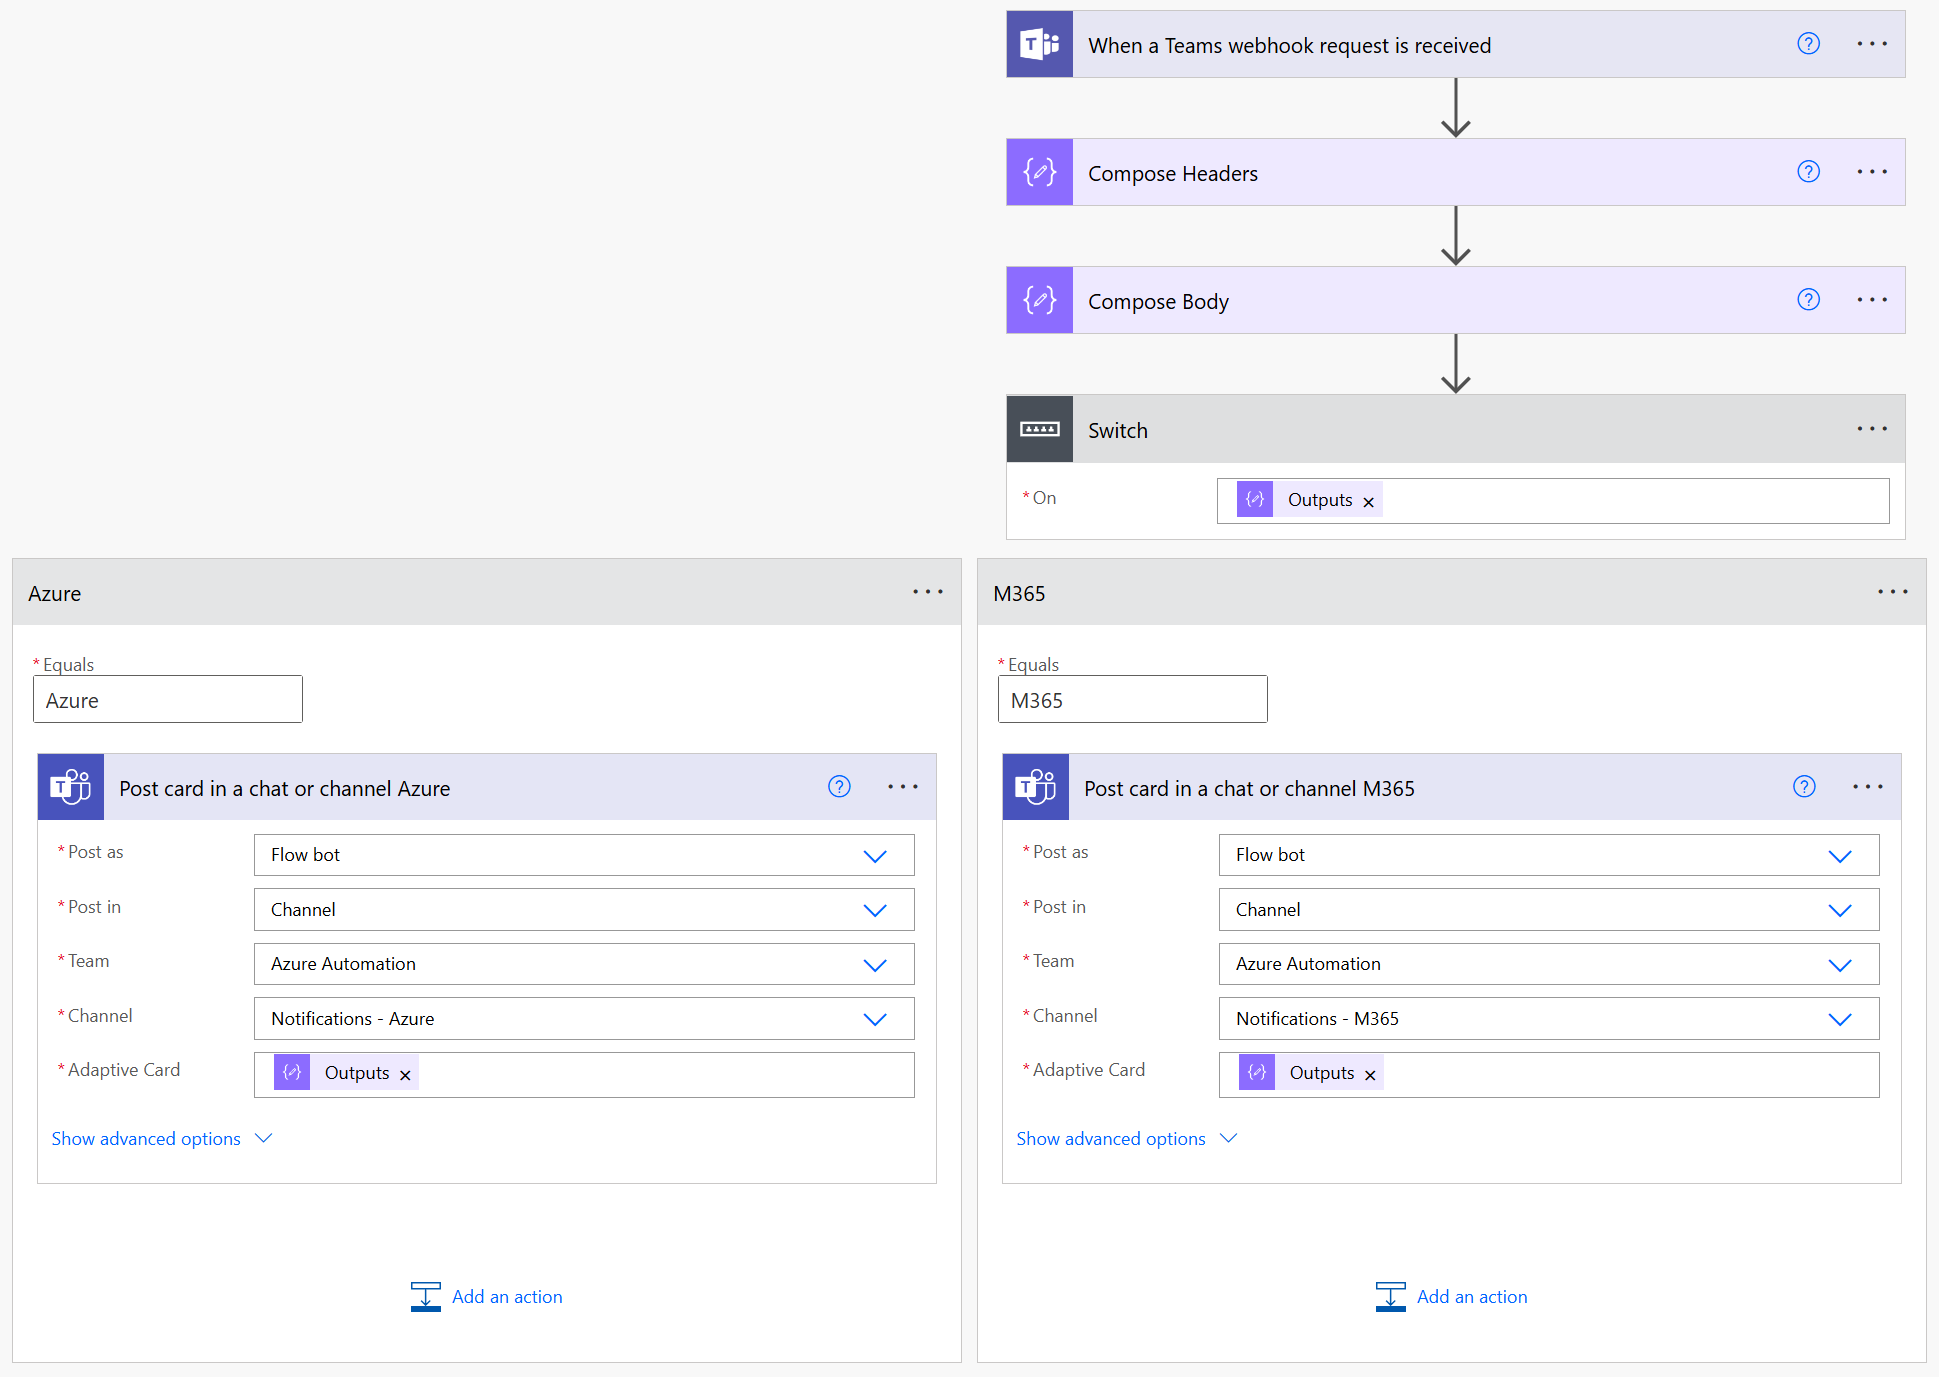 When a Teams webhook request is received
Compose Headers
Compose Body
Switch
* On
Outputs ×
Azure
* Equals
Azure
Post card in a chat or channel Azure
* Post as
Flow bot
* Post in
Channel
* Team
Azure Automation
* Channel
Notifications - Azure
* Adaptive Card
Outputs ×
Show advanced options
Add an action
M365
* Equals
M365
Post card in a chat or channel M365
* Post as
Flow bot
* Post in
Channel
* Team
Azure Automation
* Channel
Notifications - M365
* Adaptive Card
Outputs ×
Show advanced options
Add an action